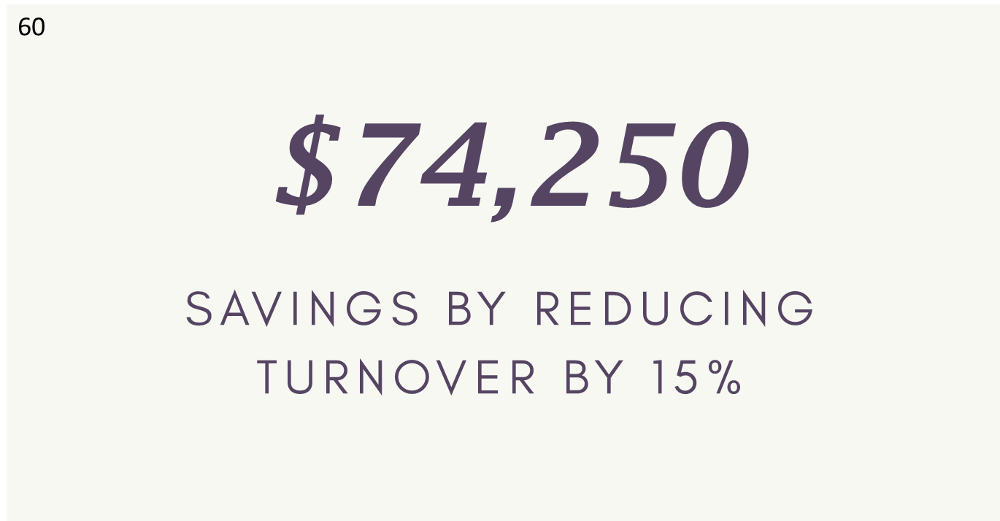 60
$74,250
SAVINGS BY REDUCING
TURNOVER BY 15%